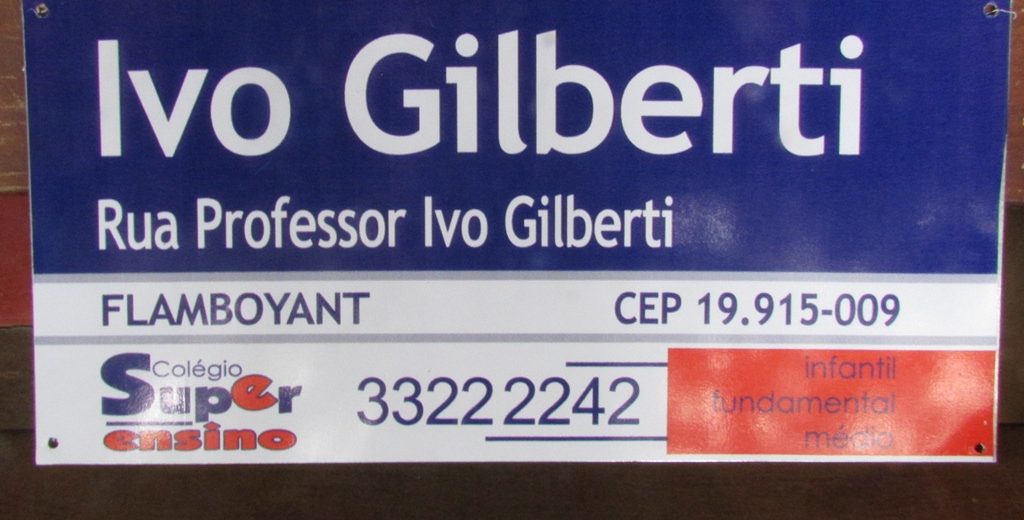 Ivo Gilberti
Rua Professor Ivo Gilberti
FLAMBOYANT CEP 19.915-009
Colégio
Super
ensino
3322 2242
infantil
fundamental
médio